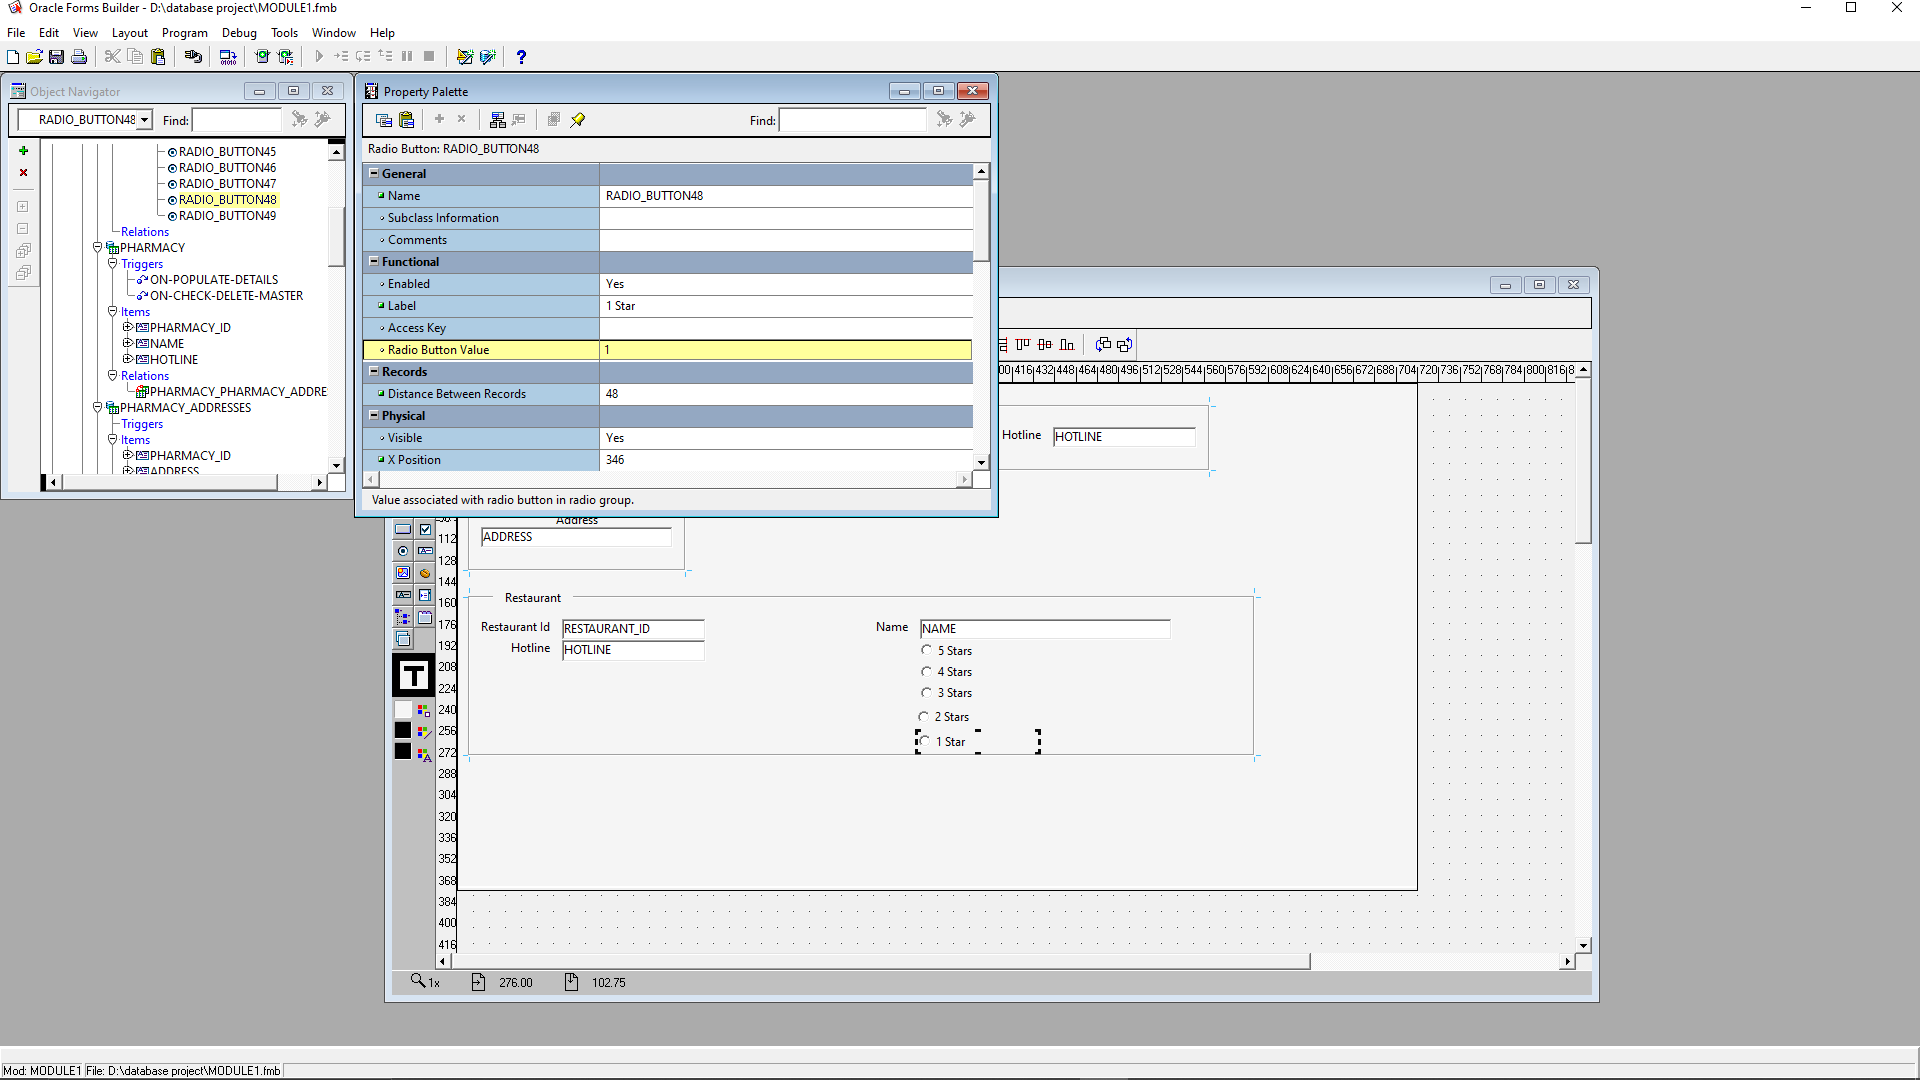 Oracle Forms Builder - D:\database project\MODULE1.fmb
File Edit View Layout Program Debug Tools Window Help
Object Navigator
RADIO_BUTTON48 Find:
RADIO_BUTTON45
RADIO_BUTTON46
RADIO_BUTTON47
RADIO_BUTTON48
RADIO_BUTTON49
Relations
PHARMACY
Triggers
ON-POPULATE-DETAILS
ON-CHECK-DELETE-MASTER
Items
PHARMACY_ID
NAME
HOTLINE
Relations
PHARMACY_PHARMACY_ADDRE
PHARMACY_ADDRESSES
Triggers
Items
PHARMACY_ID
ADDRESS
Property Palette
Find:
Radio Button: RADIO_BUTTON48
General
Name RADIO_BUTTON48
Subclass Information
Comments
Functional
Enabled Yes
Label 1 Star
Access Key
Radio Button Value 1
Records
Distance Between Records 48
Physical
Visible Yes
X Position 346
Value associated with radio button in radio group.
416 432 448 464 480 496 512 528 544 560 576 592 608 624 640 656 672 688 704 720 736 752 768 784 800 816
Hotline HOTLINE
Address
ADDRESS
Restaurant
Restaurant Id RESTAURANT_ID Name NAME
Hotline HOTLINE
5 Stars
4 Stars
3 Stars
2 Stars
1 Star
112
128
144
160
176
192
208
224
240
256
272
288
304
320
336
352
368
384
400
416
T
1x 276.00 102.75
Mod: MODULE1 File: D:\database project\MODULE1.fmb